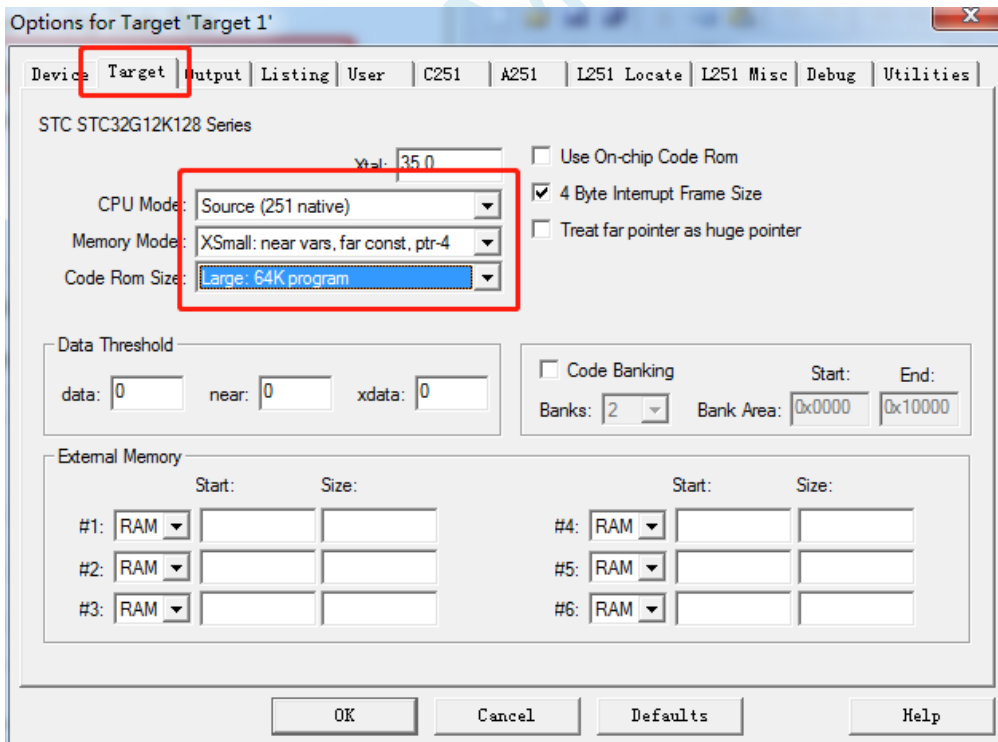 Options for Target 'Target 1'
Device Target Output Listing User C251 A251 L251 Locate L251 Misc Debug Utilities
STC STC32G12K128 Series
Xtal: 35.0
Use On-chip Code Rom
CPU Mode: Source (251 native)
4 Byte Interrupt Frame Size
Memory Model: XSmall: near vars, far const, ptr-4
Treat far pointer as huge pointer
Code Rom Size: Large: 64K program
Data Threshold
data: 0 near: 0 xdata: 0
Code Banking Start: End:
Banks: 2 Bank Area: 0x0000 0x10000
External Memory
Start: Size: Start: Size:
#1: RAM #4: RAM
#2: RAM #5: RAM
#3: RAM #6: RAM
OK Cancel Defaults Help